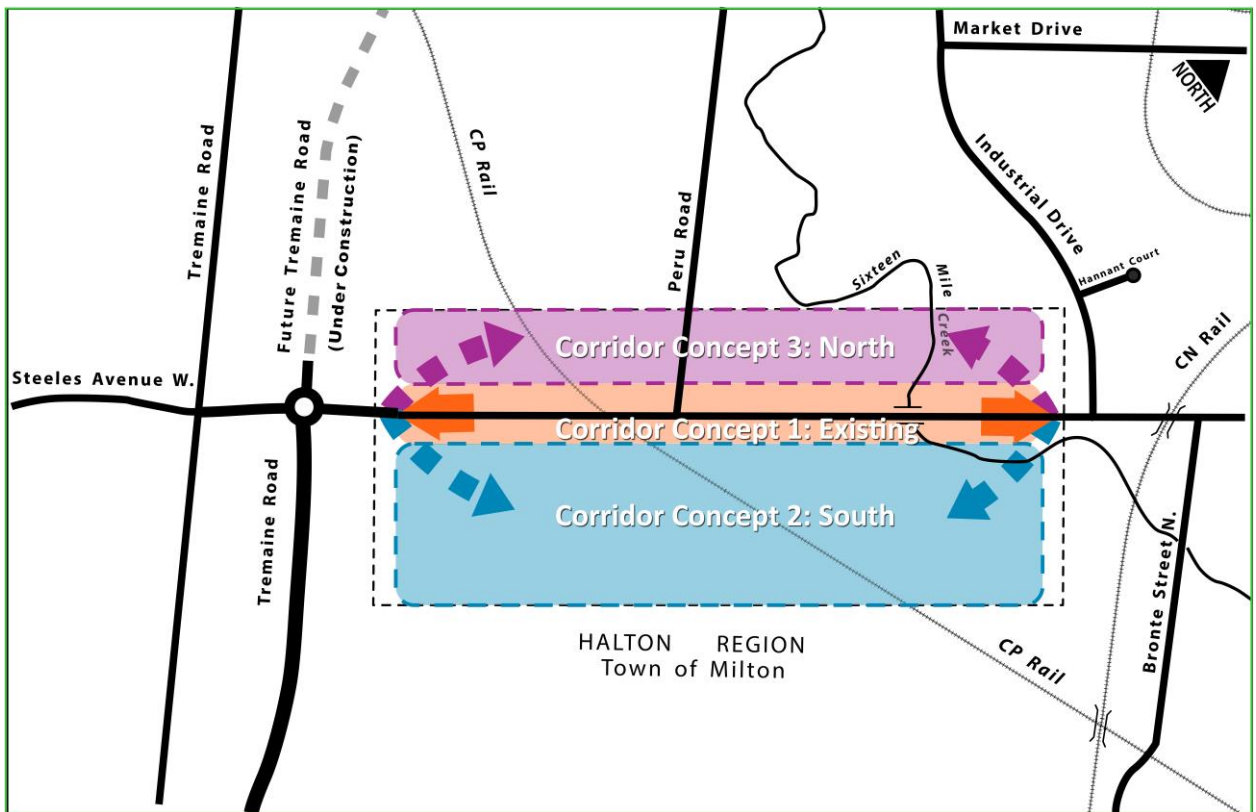 Market Drive
NORTH
Tremaine Road
Future Tremaine Road
(Under Construction)
CP Rail
Peru Road
Industrial Drive
Hannant Court
Sixteen
Mile Creek
CN Rail
Corridor Concept 3: North
Steeles Avenue W.
Corridor Concept 1: Existing
Corridor Concept 2: South
Tremaine Road
Bronte Street N.
HALTON REGION
Town of Milton
CP Rail